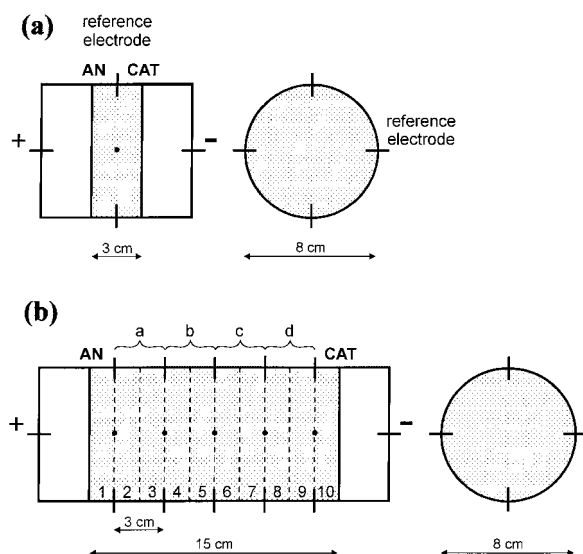 (a)
reference
electrode
AN CAT
+ -
reference
electrode
3 cm
8 cm
(b)
a b c d
AN CAT
+ -
1 2 3 4 5 6 7 8 9 10
3 cm
15 cm
8 cm